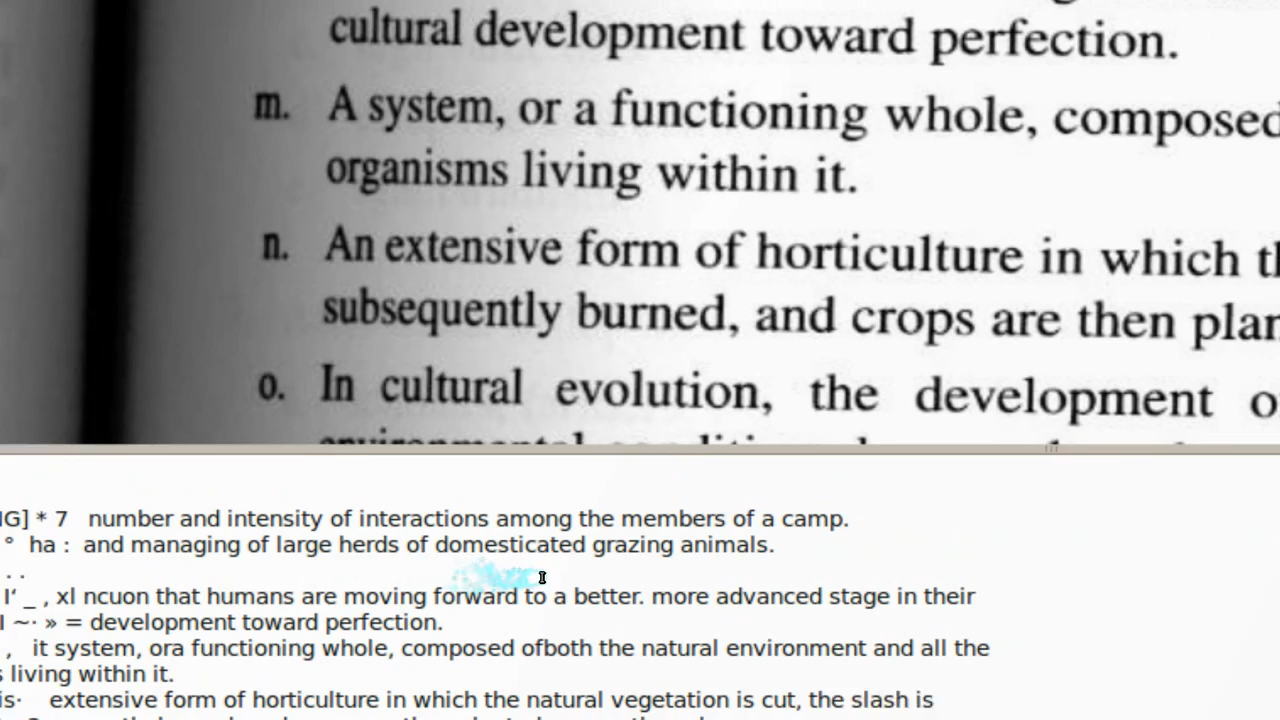 cultural development toward perfection.
m. A system, or a functioning whole, composed
organisms living within it.
n. An extensive form of horticulture in which th
subsequently burned, and crops are then plan
o. In cultural evolution, the development o
G] * 7 number and intensity of interactions among the members of a camp.
° ha : and managing of large herds of domesticated grazing animals.
. .
I‘ _ , xl ncuon that humans are moving forward to a better. more advanced stage in their
I ~· » = development toward perfection.
, it system, ora functioning whole, composed ofboth the natural environment and all the
s living within it.
is· extensive form of horticulture in which the natural vegetation is cut, the slash is